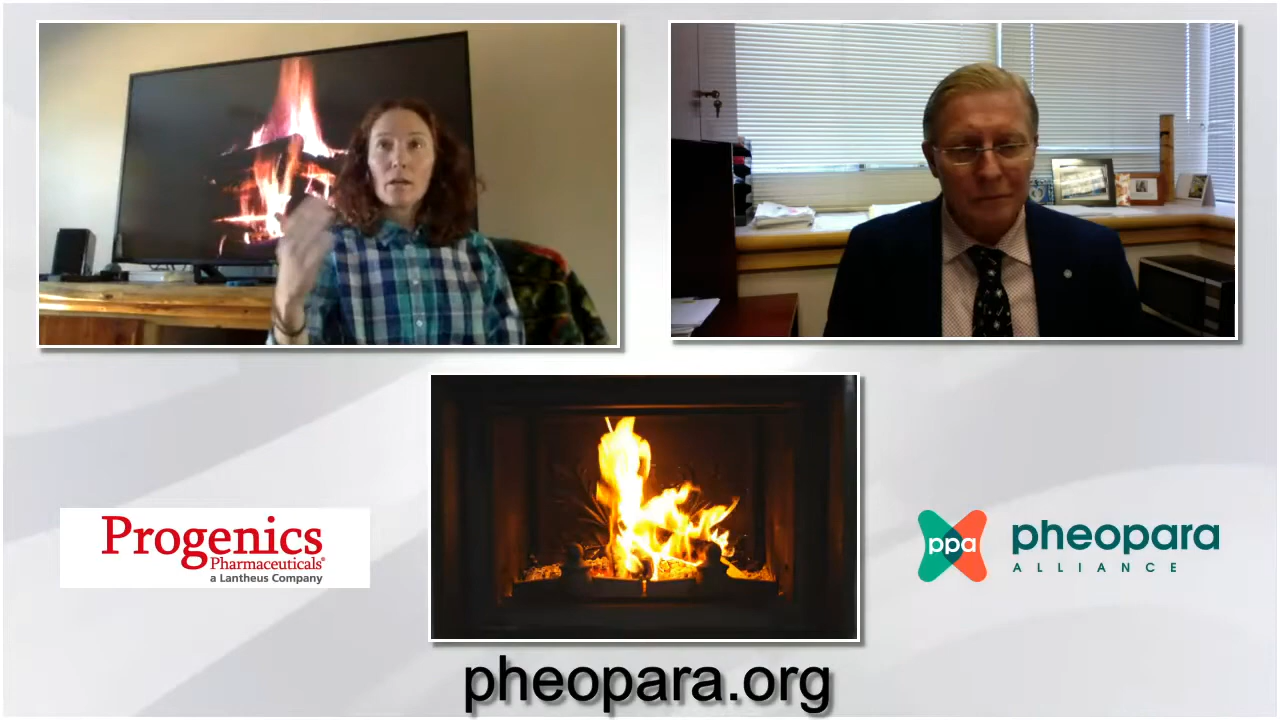 Progenics
Pharmaceuticals®
a Lantheus Company
ppa
pheopara
ALLIANCE
pheopara.org